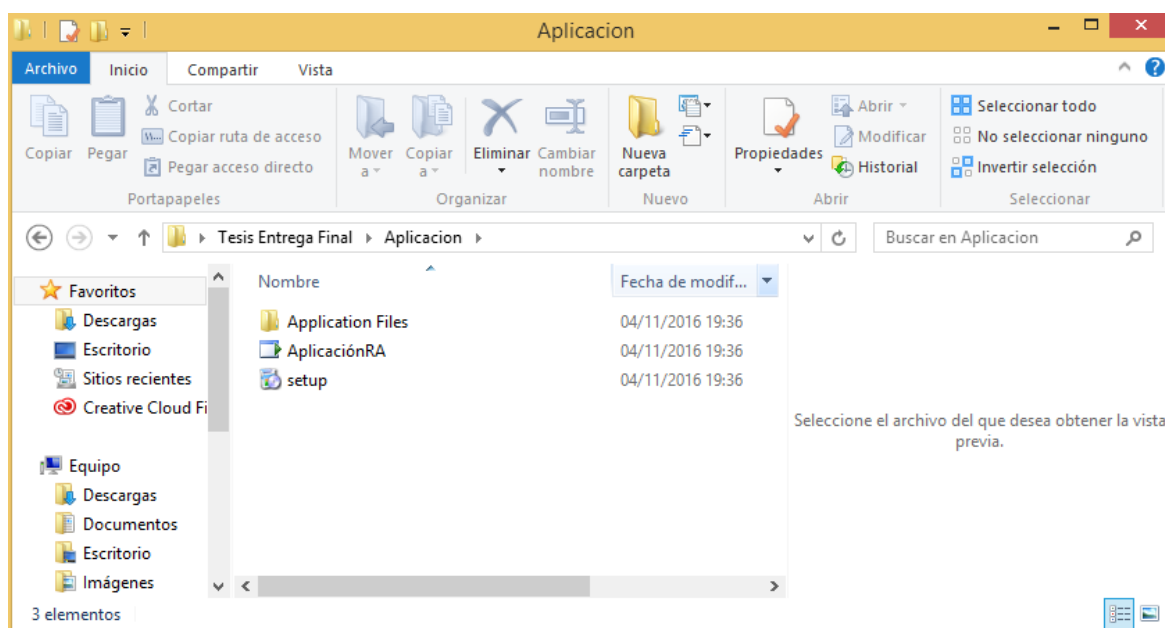 Aplicacion
Archivo Inicio Compartir Vista
Copiar
Pegar
Cortar
Copiar ruta de acceso
Pegar acceso directo
Portapapeles
Mover a
Copiar a
Eliminar
Cambiar nombre
Organizar
Nueva carpeta
Nuevo
Propiedades
Abrir
Modificar
Historial
Abrir
Seleccionar todo
No seleccionar ninguno
Invertir selección
Seleccionar
Tesis Entrega Final Aplicacion
Buscar en Aplicacion
Favoritos
Descargas
Escritorio
Sitios recientes
Creative Cloud Fi
Equipo
Descargas
Documentos
Escritorio
Imágenes
Nombre Fecha de modif...
Application Files 04/11/2016 19:36
AplicaciónRA 04/11/2016 19:36
setup 04/11/2016 19:36
Seleccione el archivo del que desea obtener la vista
previa.
3 elementos